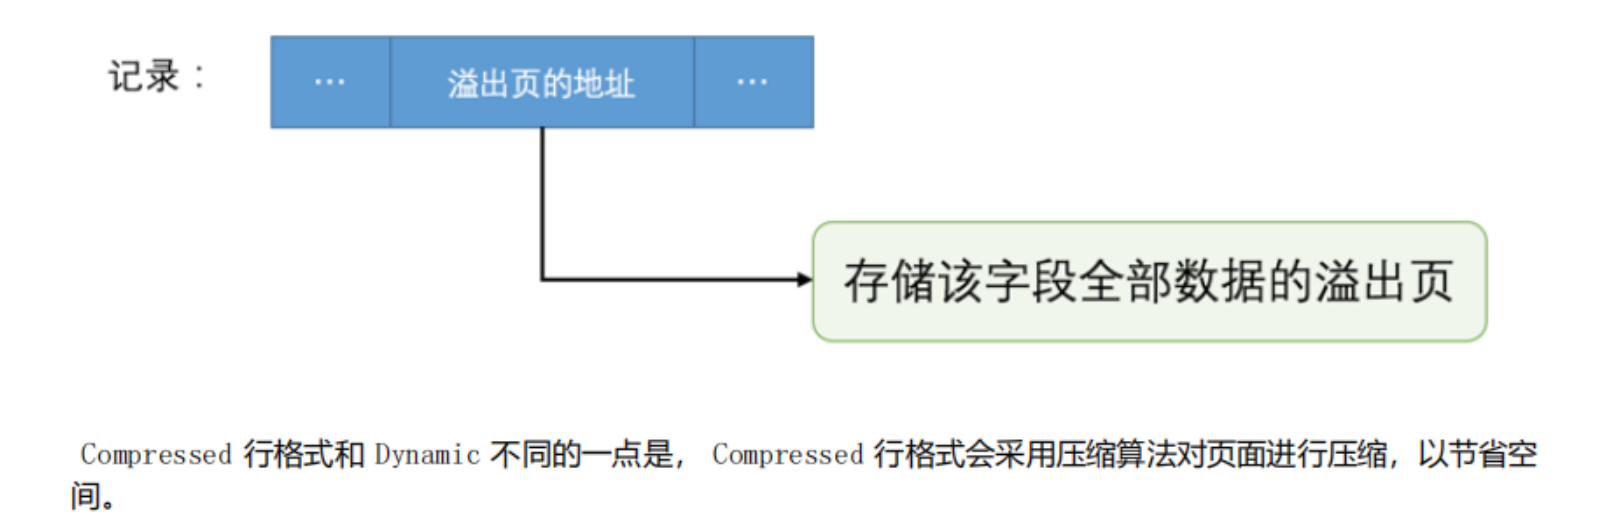 记录： … 溢出页的地址 …
存储该字段全部数据的溢出页
Compressed 行格式和 Dynamic 不同的一点是， Compressed 行格式会采用压缩算法对页面进行压缩，以节省空
间。